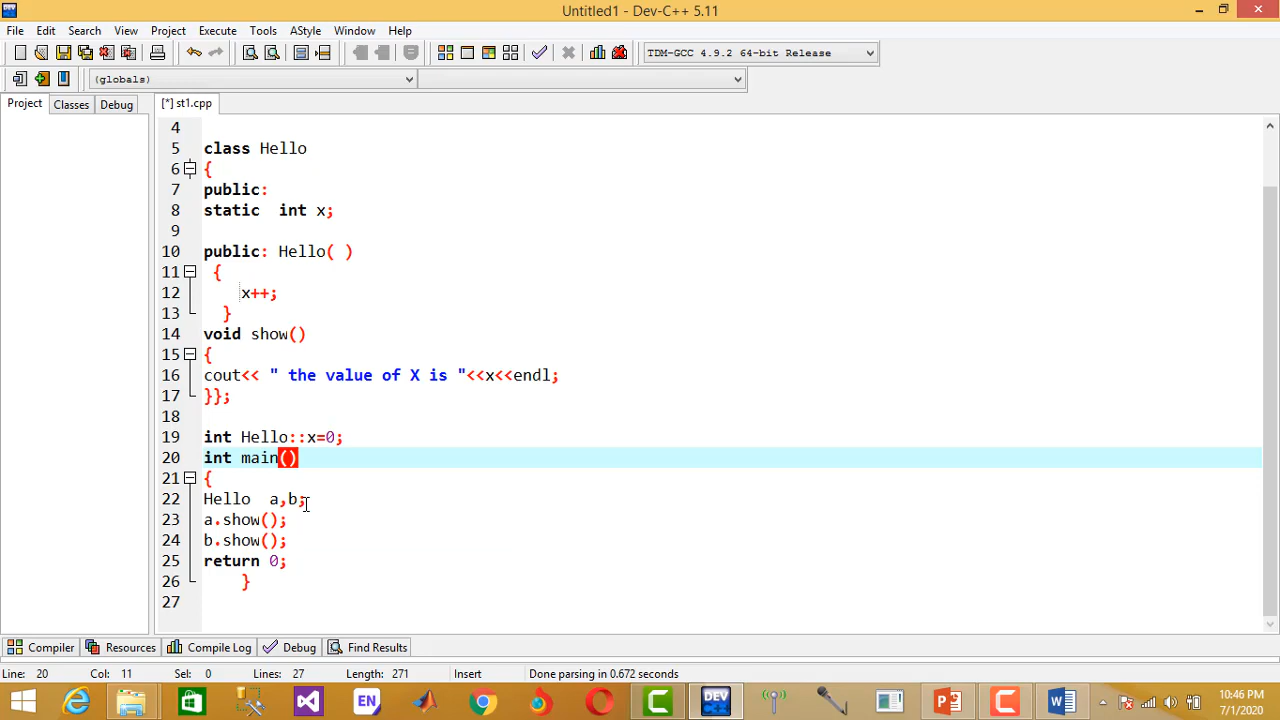 Untitled1 - Dev-C++ 5.11
File Edit Search View Project Execute Tools AStyle Window Help
TDM-GCC 4.9.2 64-bit Release
(globals)
Project Classes Debug [*] st1.cpp
4
5 class Hello
6 {
7 public:
8 static  int x;
9
10 public: Hello( )
11 {
12 x++;
13 }
14 void show()
15 {
16 cout<< " the value of X is "<<x<<endl;
17 }};
18
19 int Hello::x=0;
20 int main()
21 {
22 Hello  a,b;
23 a.show();
24 b.show();
25 return 0;
26 }
27
Compiler Resources Compile Log Debug Find Results
Line: 20 Col: 11 Sel: 0 Lines: 27 Length: 271 Insert Done parsing in 0.672 seconds
EN DEV C++ 10:46 PM
7/1/2020